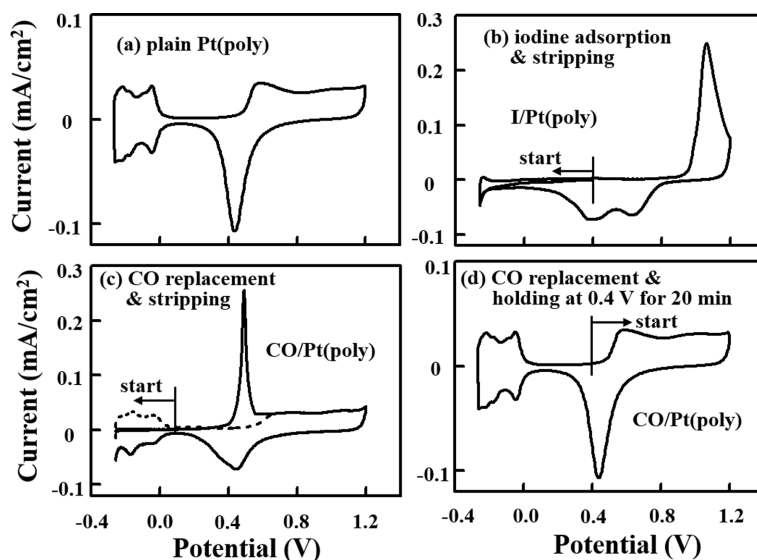 (a) plain Pt(poly)
0.1
0
-0.1
Current (mA/cm²)
(b) iodine adsorption
& stripping
I/Pt(poly)
start
0.3
0.2
0.1
0
-0.1
(c) CO replacement
& stripping
CO/Pt(poly)
start
0.3
0.2
0.1
0.0
-0.1
Current (mA/cm²)
-0.4 0.0 0.4 0.8 1.2
Potential (V)
(d) CO replacement &
holding at 0.4 V for 20 min
start
CO/Pt(poly)
0.1
0
-0.1
-0.4 0.0 0.4 0.8 1.2
Potential (V)